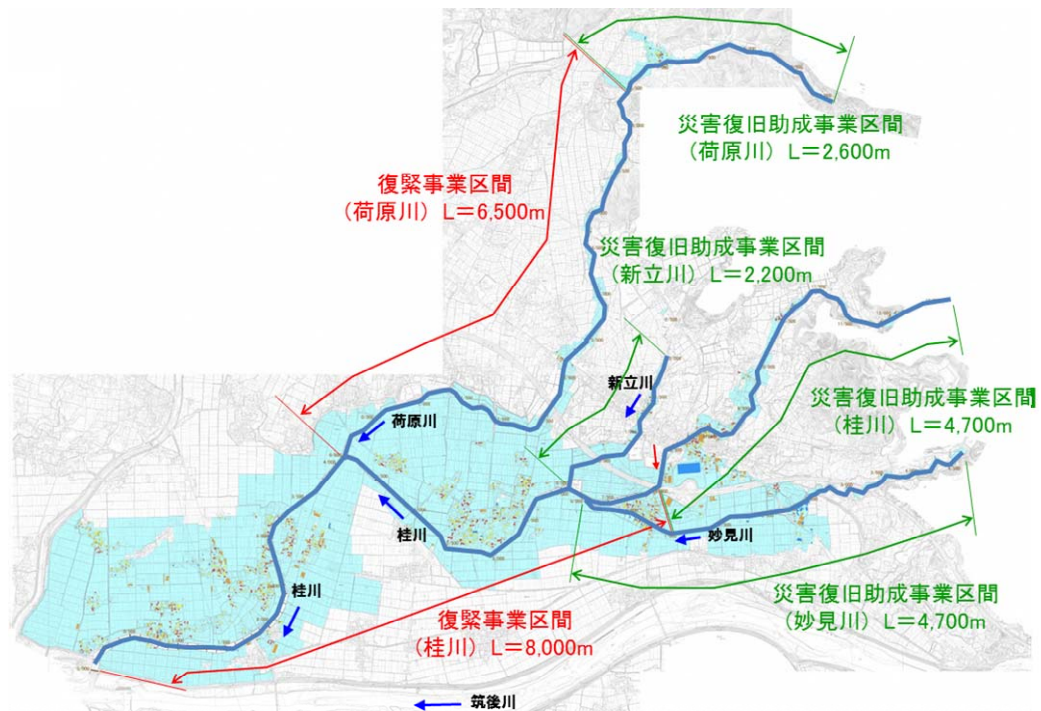 災害復旧助成事業区間
（荷原川） L＝2,600m
復緊事業区間
（荷原川） L＝6,500m
災害復旧助成事業区間
（新立川） L＝2,200m
新立川
災害復旧助成事業区間
（桂川） L＝4,700m
荷原川
桂川
妙見川
桂川
災害復旧助成事業区間
（妙見川） L＝4,700m
復緊事業区間
（桂川） L＝8,000m
筑後川